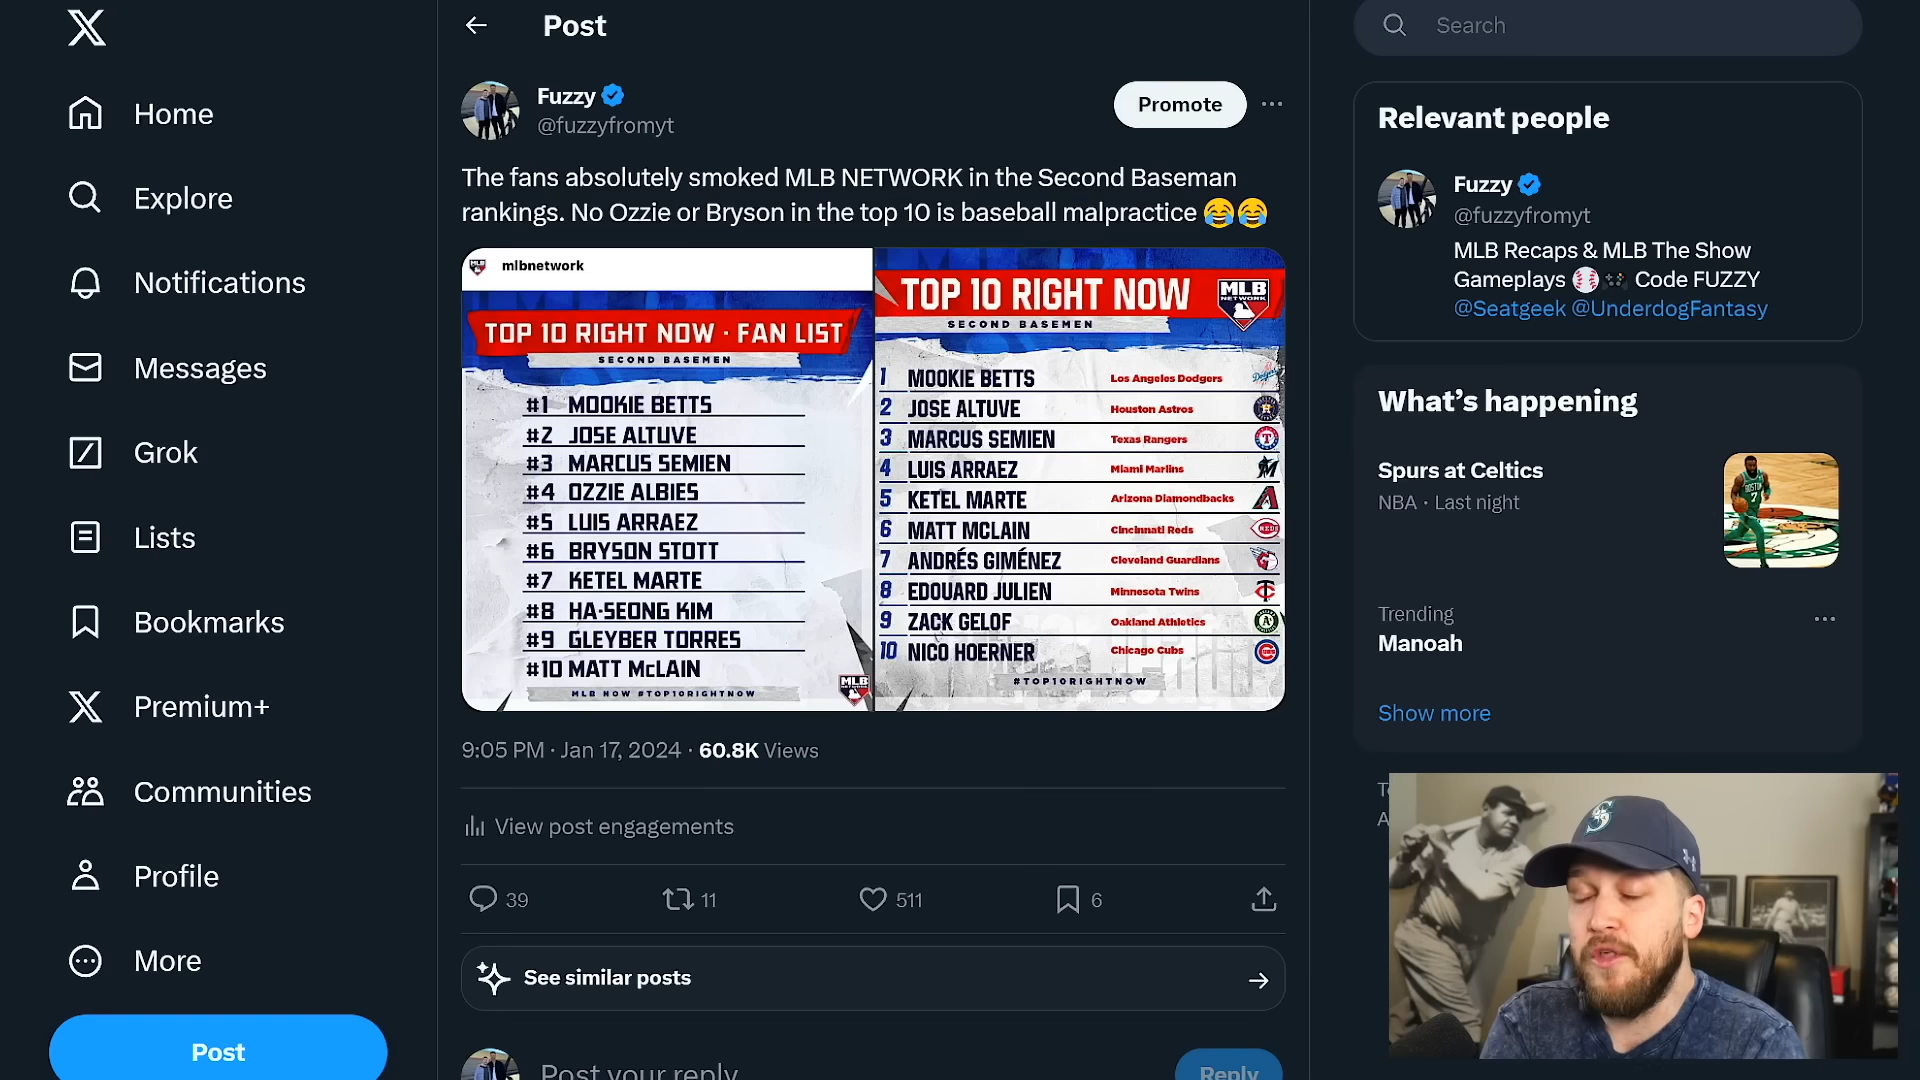 Home
Explore
Notifications
Messages
Grok
Lists
Bookmarks
Premium+
Communities
Profile
More
Post
Post
Fuzzy
@fuzzyfromyt
Promote
The fans absolutely smoked MLB NETWORK in the Second Baseman
rankings. No Ozzie or Bryson in the top 10 is baseball malpractice 😂😂
mlbnetwork
TOP 10 RIGHT NOW · FAN LIST
SECOND BASEMEN
#1 MOOKIE BETTS
#2 JOSE ALTUVE
#3 MARCUS SEMIEN
#4 OZZIE ALBIES
#5 LUIS ARRAEZ
#6 BRYSON STOTT
#7 KETEL MARTE
#8 HA-SEONG KIM
#9 GLEYBER TORRES
#10 MATT McLAIN
MLB NOW #TOP10RIGHTNOW
MLB
NETWORK
TOP 10 RIGHT NOW
MLB
NETWORK
SECOND BASEMEN
1 MOOKIE BETTS Los Angeles Dodgers
2 JOSE ALTUVE Houston Astros
3 MARCUS SEMIEN Texas Rangers
4 LUIS ARRAEZ Miami Marlins
5 KETEL MARTE Arizona Diamondbacks
6 MATT MCLAIN Cincinnati Reds
7 ANDRÉS GIMÉNEZ Cleveland Guardians
8 EDOUARD JULIEN Minnesota Twins
9 ZACK GELOF Oakland Athletics
10 NICO HOERNER Chicago Cubs
#TOP10RIGHTNOW
9:05 PM · Jan 17, 2024 · 60.8K Views
View post engagements
39 11 511 6
See similar posts
Post your reply
Reply
Search
Relevant people
Fuzzy
@fuzzyfromyt
MLB Recaps & MLB The Show
Gameplays ⚾🎮 Code FUZZY
@Seatgeek @UnderdogFantasy
What's happening
Spurs at Celtics
NBA · Last night
Trending
Manoah
Show more